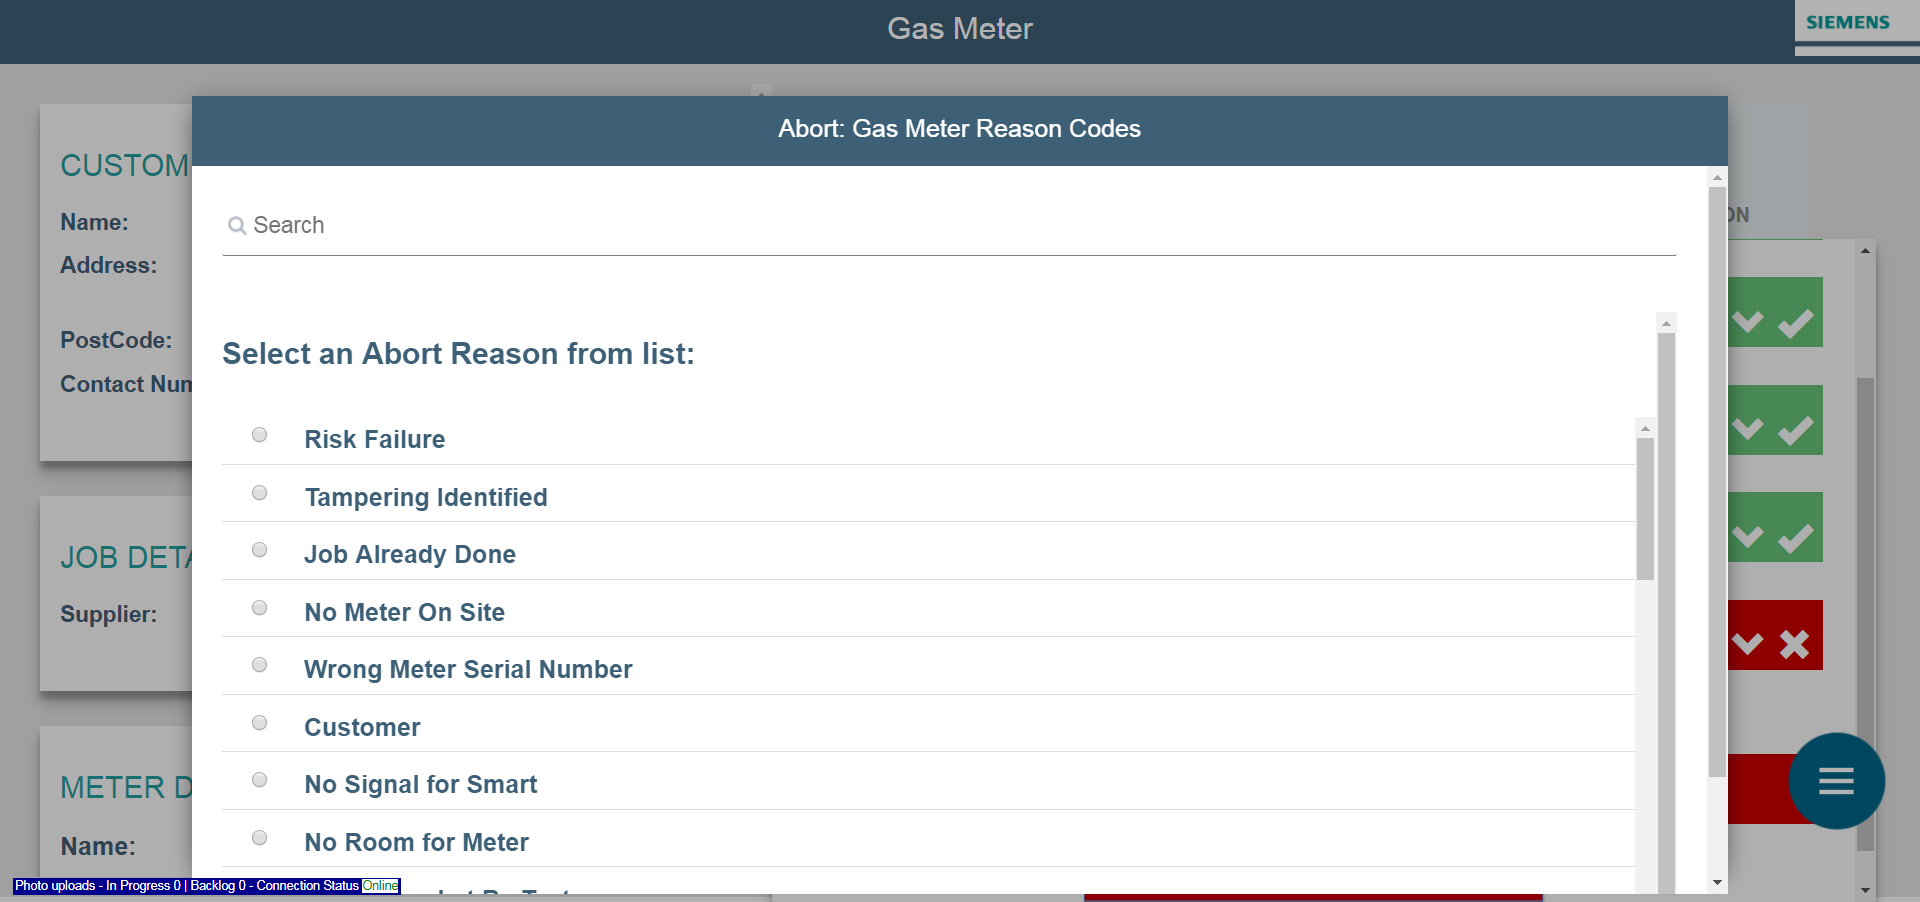 Gas Meter
SIEMENS
Abort: Gas Meter Reason Codes
CUSTOM
Name:
Address:
PostCode:
Contact Num
JOB DETA
Supplier:
METER D
Name:
Search
Select an Abort Reason from list:
Risk Failure
Tampering Identified
Job Already Done
No Meter On Site
Wrong Meter Serial Number
Customer
No Signal for Smart
No Room for Meter
ON
Photo uploads - In Progress 0 | Backlog 0 - Connection Status Online